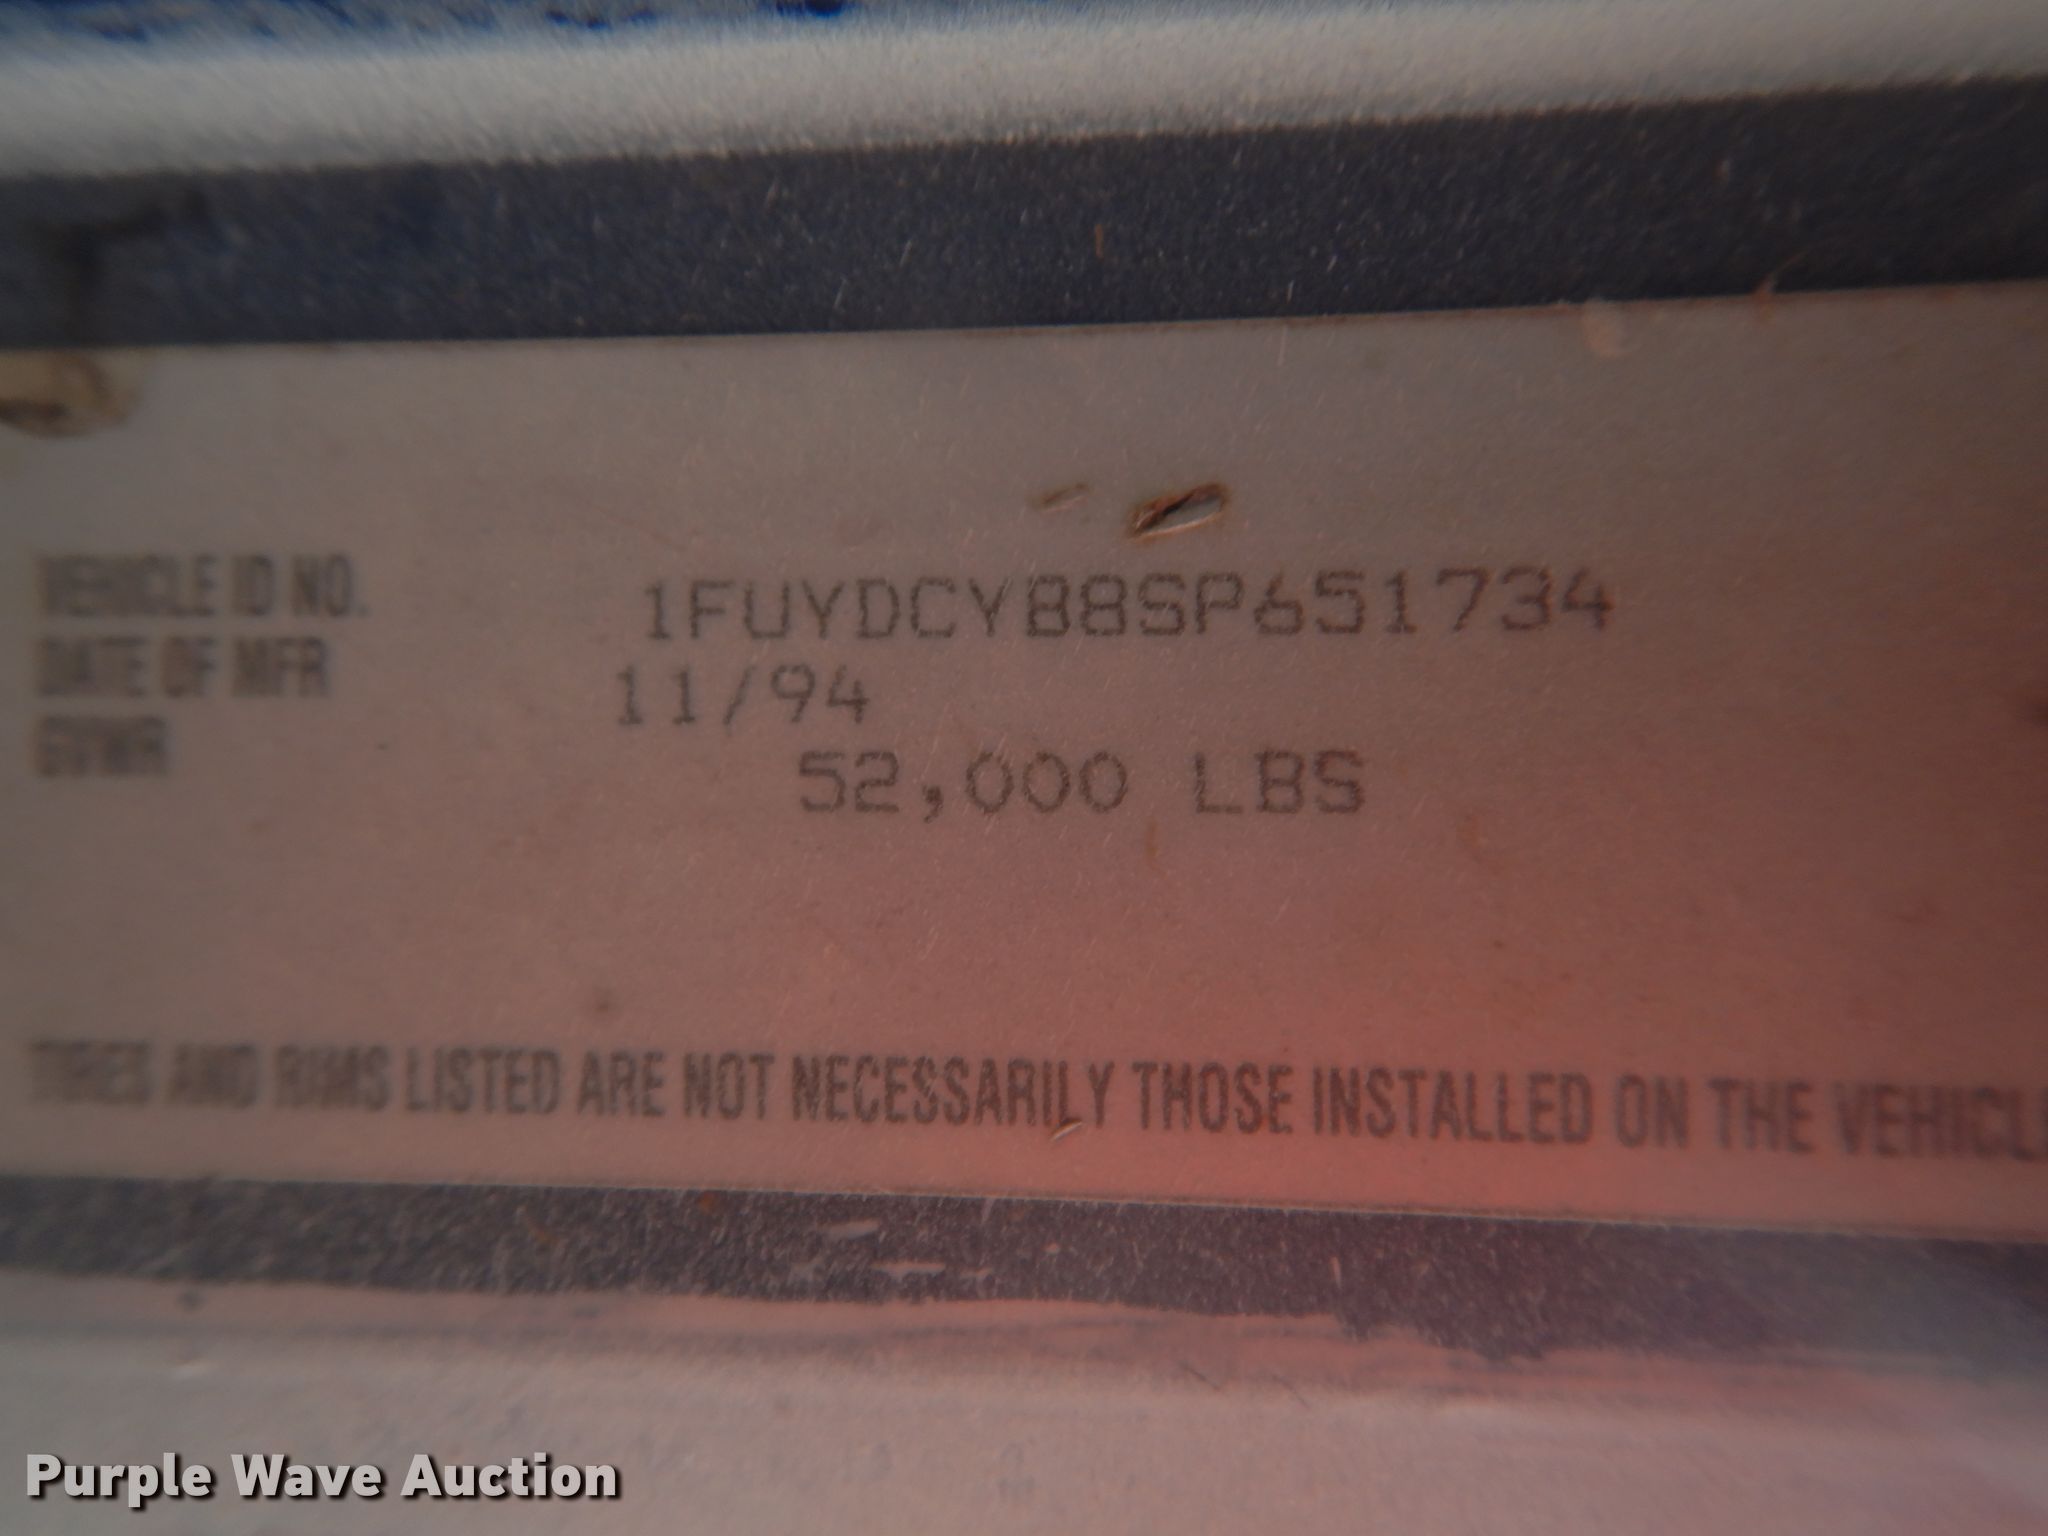 VEHICLE ID NO. 1FUYDCYB8SP651734
DATE OF MFR 11/94
GVWR 52,000 LBS
TIRES AND RIMS LISTED ARE NOT NECESSARILY THOSE INSTALLED ON THE VEHICLE
Purple Wave Auction